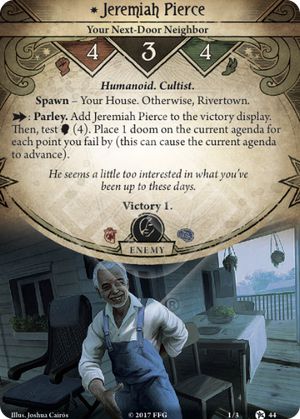 Jeremiah Pierce
Your Next-Door Neighbor
4 3 4
Humanoid. Cultist.
Spawn – Your House. Otherwise, Rivertown.
: Parley. Add Jeremiah Pierce to the victory display.
Then, test (4). Place 1 doom on the current agenda for
each point you fail by (this can cause the current agenda
to advance).
He seems a little too interested in what you've
been up to these days.
Victory 1.
ENEMY
Illus. Joshua Cairós
© 2017 FFG
1/3
44